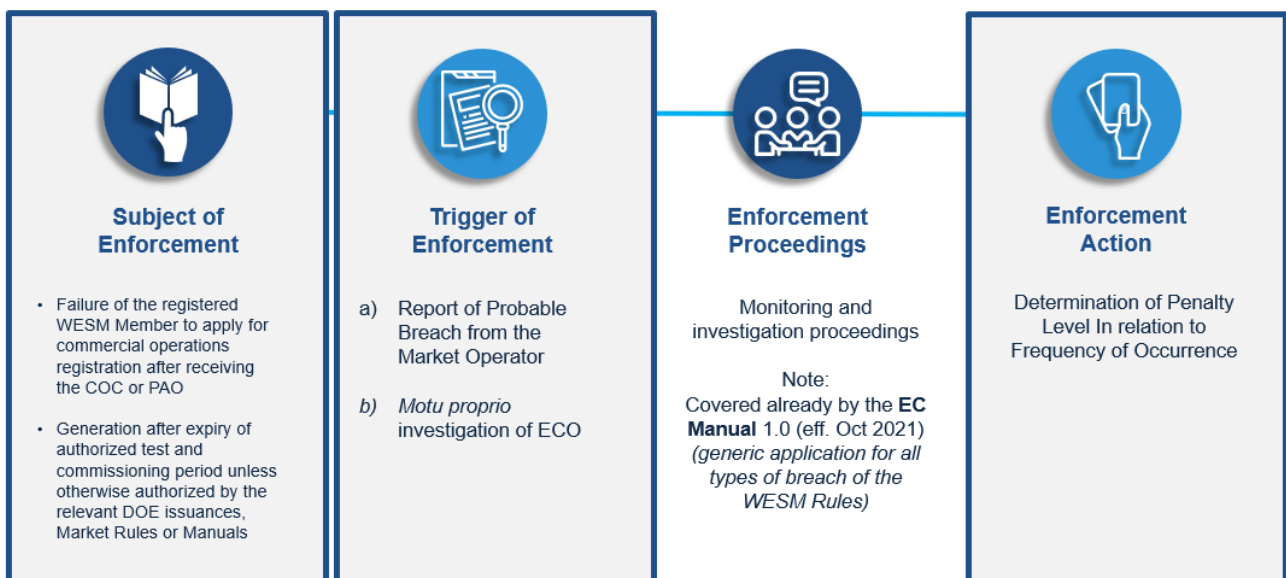 Subject of
Enforcement
• Failure of the registered
WESM Member to apply for
commercial operations
registration after receiving
the COC or PAO
• Generation after expiry of
authorized test and
commissioning period unless
otherwise authorized by the
relevant DOE issuances,
Market Rules or Manuals
Trigger of
Enforcement
a) Report of Probable
Breach from the
Market Operator
b) Motu proprio
investigation of ECO
Enforcement
Proceedings
Monitoring and
investigation proceedings
Note:
Covered already by the EC
Manual 1.0 (eff. Oct 2021)
(generic application for all
types of breach of the
WESM Rules)
Enforcement
Action
Determination of Penalty
Level In relation to
Frequency of Occurrence